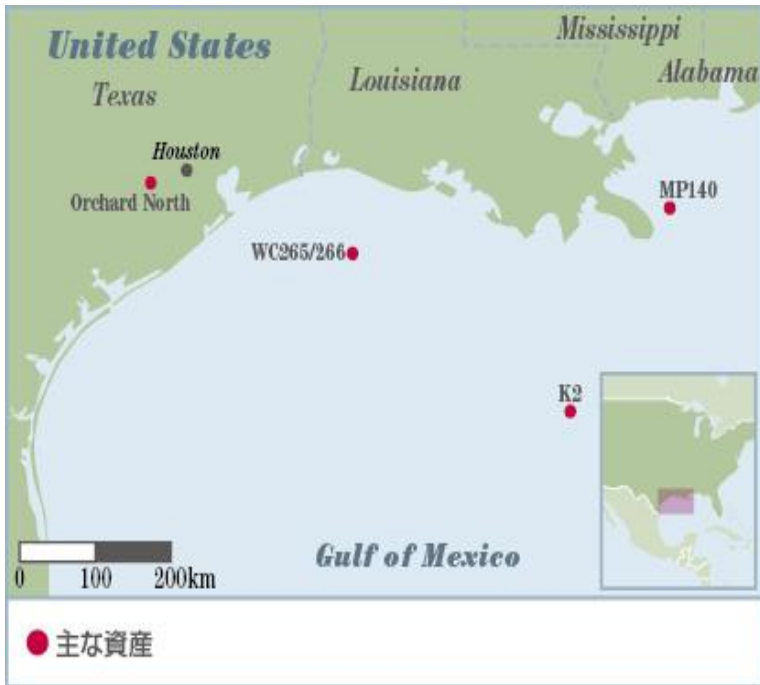 Mississippi
United States
Alabama
Louisiana
Texas
Houston
Orchard North
MP140
WC265/266
K2
Gulf of Mexico
0 100 200km
主な資産